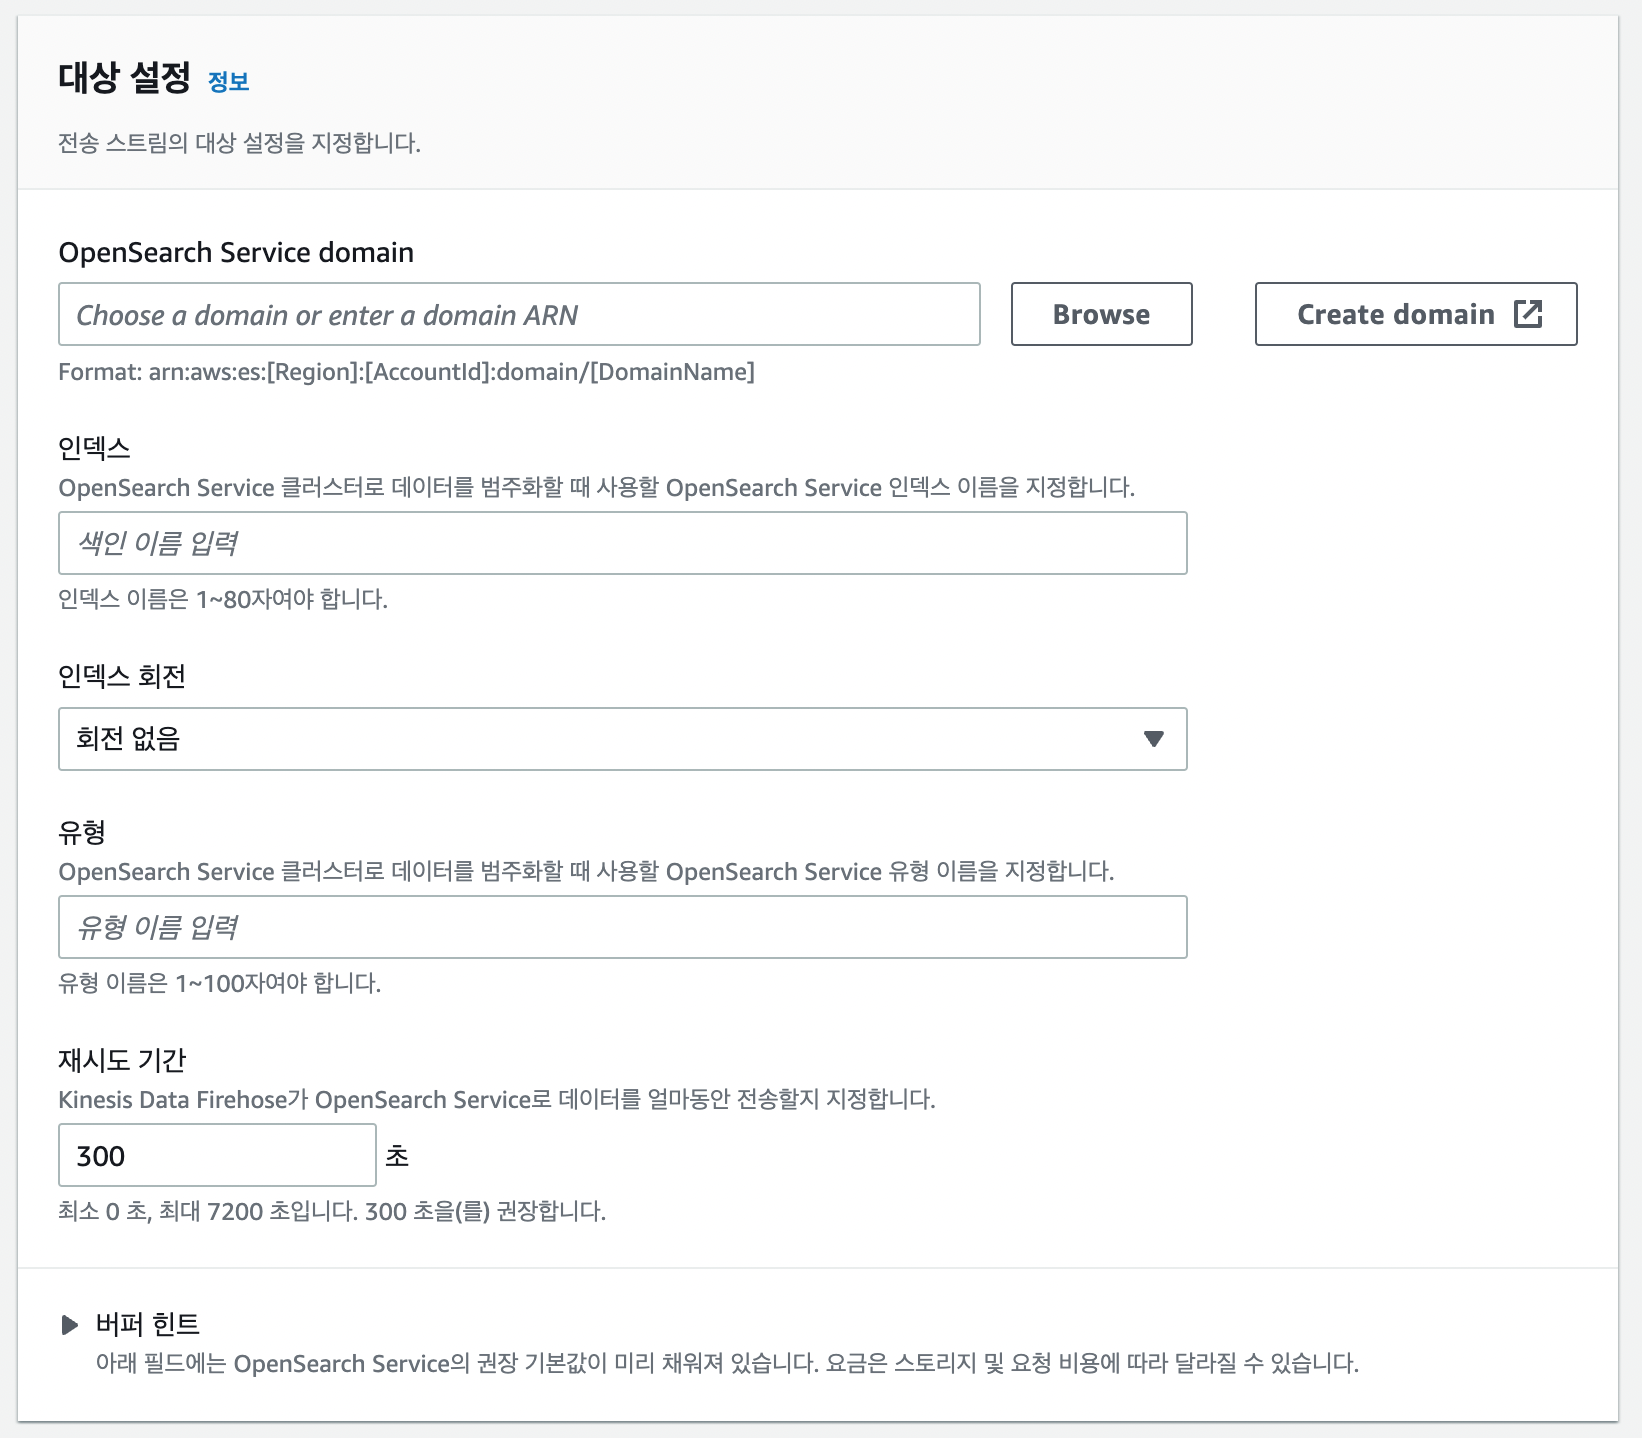 대상 설정 정보
전송 스트림의 대상 설정을 지정합니다.
OpenSearch Service domain
Choose a domain or enter a domain ARN
Browse
Create domain
Format: arn:aws:es:[Region]:[AccountId]:domain/[DomainName]
인덱스
OpenSearch Service 클러스터로 데이터를 범주화할 때 사용할 OpenSearch Service 인덱스 이름을 지정합니다.
색인 이름 입력
인덱스 이름은 1~80자여야 합니다.
인덱스 회전
회전 없음
유형
OpenSearch Service 클러스터로 데이터를 범주화할 때 사용할 OpenSearch Service 유형 이름을 지정합니다.
유형 이름 입력
유형 이름은 1~100자여야 합니다.
재시도 기간
Kinesis Data Firehose가 OpenSearch Service로 데이터를 얼마동안 전송할지 지정합니다.
300 초
최소 0 초, 최대 7200 초입니다. 300 초을(를) 권장합니다.
버퍼 힌트
아래 필드에는 OpenSearch Service의 권장 기본값이 미리 채워져 있습니다. 요금은 스토리지 및 요청 비용에 따라 달라질 수 있습니다.